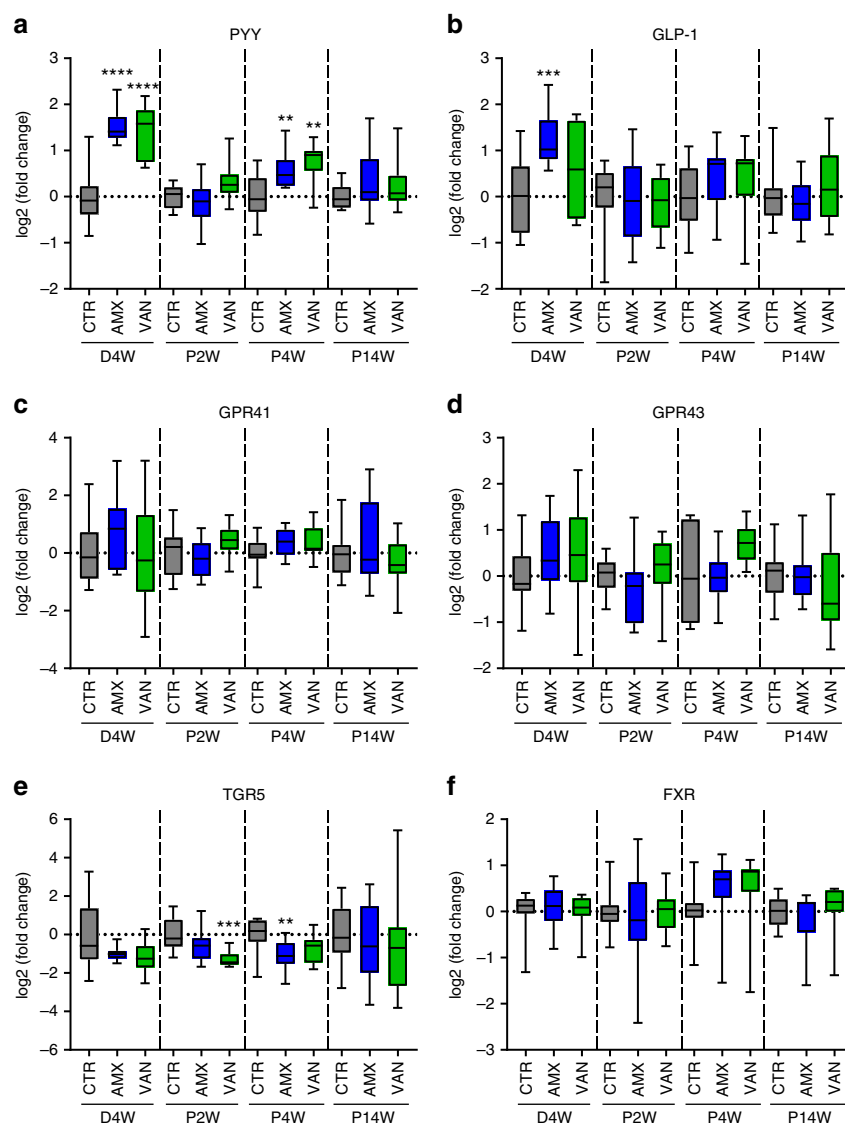 a
PYY
3
2
1
0
–1
–2
log2 (fold change)
****
****
**
**
CTR AMX VAN CTR AMX VAN CTR AMX VAN CTR AMX VAN
D4W P2W P4W P14W
b
GLP-1
3
2
1
0
–1
–2
log2 (fold change)
***
CTR AMX VAN CTR AMX VAN CTR AMX VAN CTR AMX VAN
D4W P2W P4W P14W
c
GPR41
4
2
0
–2
–4
log2 (fold change)
CTR AMX VAN CTR AMX VAN CTR AMX VAN CTR AMX VAN
D4W P2W P4W P14W
d
GPR43
3
2
1
0
–1
–2
log2 (fold change)
CTR AMX VAN CTR AMX VAN CTR AMX VAN CTR AMX VAN
D4W P2W P4W P14W
e
TGR5
6
4
2
0
–2
–4
–6
log2 (fold change)
***
**
CTR AMX VAN CTR AMX VAN CTR AMX VAN CTR AMX VAN
D4W P2W P4W P14W
f
FXR
2
1
0
–1
–2
–3
log2 (fold change)
CTR AMX VAN CTR AMX VAN CTR AMX VAN CTR AMX VAN
D4W P2W P4W P14W